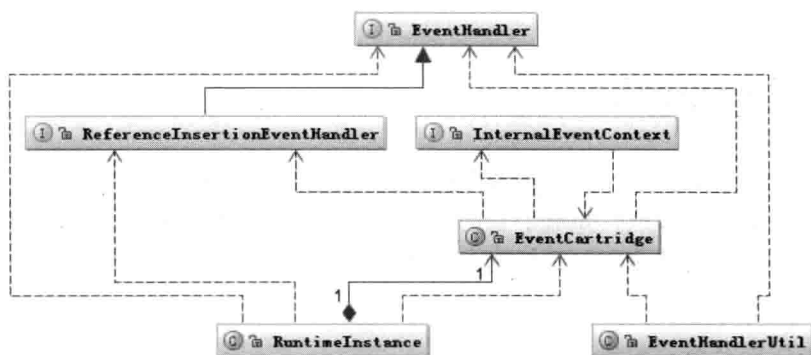 I EventHandler
I ReferenceInsertionEventHandler
I InternalEventContext
C EventCartridge
1
1
C RuntimeInstance
C EventHandlerUtil